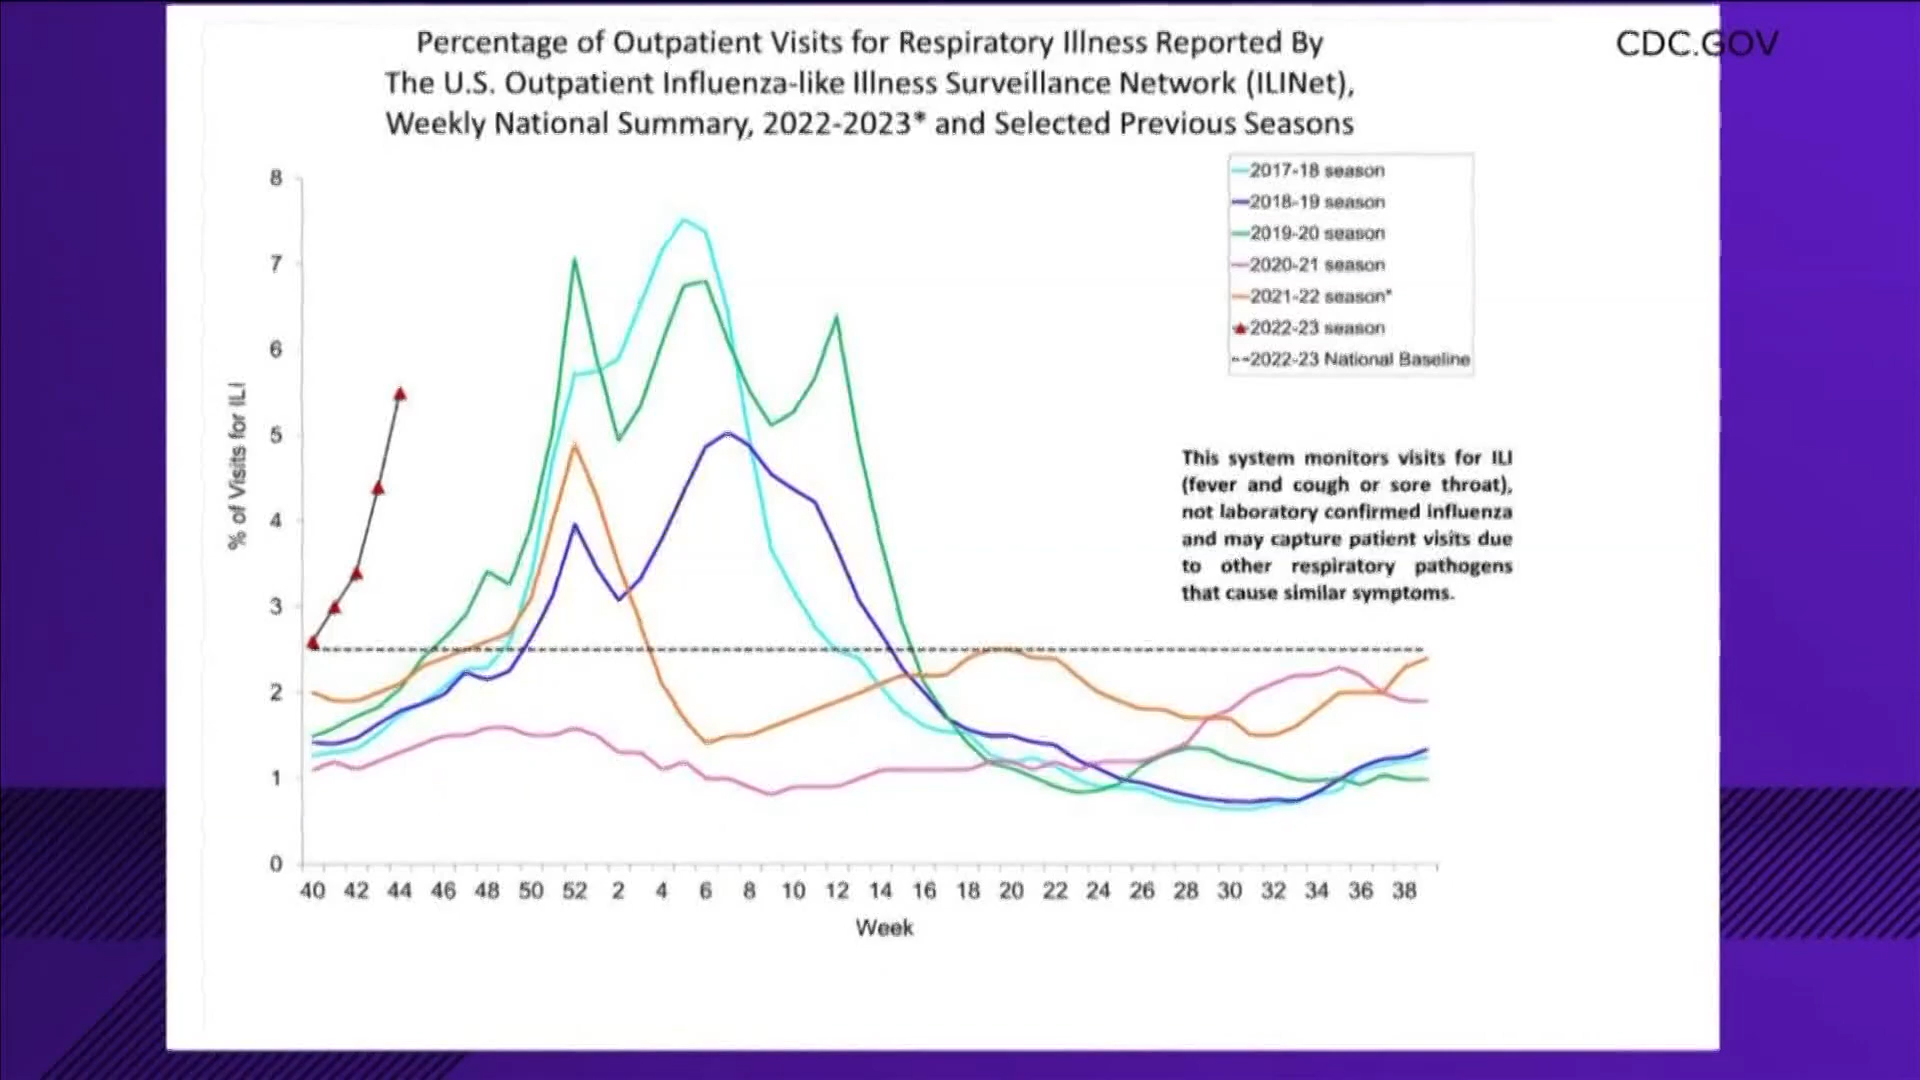 Percentage of Outpatient Visits for Respiratory Illness Reported By
The U.S. Outpatient Influenza-like Illness Surveillance Network (ILINet),
Weekly National Summary, 2022-2023* and Selected Previous Seasons
CDC.GOV
2017-18 season
2018-19 season
2019-20 season
2020-21 season
2021-22 season*
2022-23 season
2022-23 National Baseline
8
7
6
5
4
3
2
1
0
% of Visits for ILI
This system monitors visits for ILI
(fever and cough or sore throat),
not laboratory confirmed influenza
and may capture patient visits due
to other respiratory pathogens
that cause similar symptoms.
40 42 44 46 48 50 52 2 4 6 8 10 12 14 16 18 20 22 24 26 28 30 32 34 36 38
Week